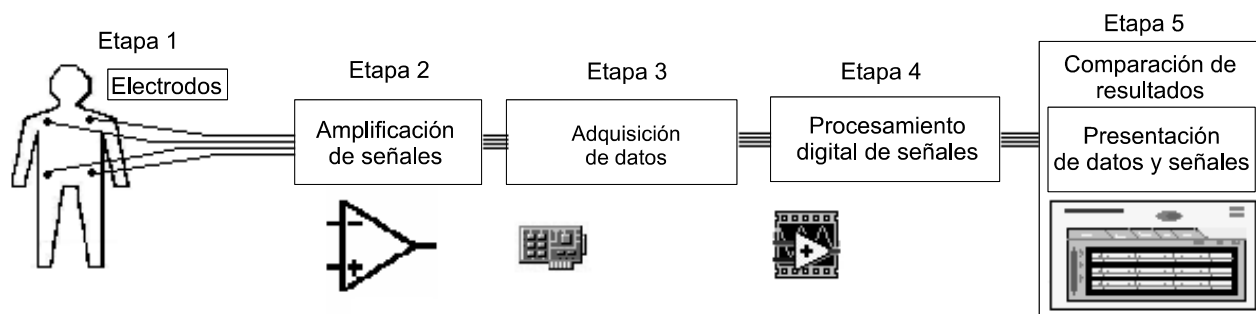 Etapa 1
Electrodos
Etapa 2
Amplificación
de señales
Etapa 3
Adquisición
de datos
Etapa 4
Procesamiento
digital de señales
Etapa 5
Comparación de
resultados
Presentación
de datos y señales